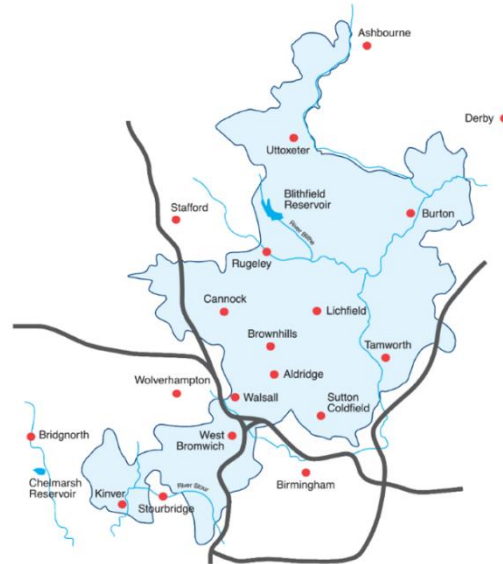 Ashbourne
Derby
Uttoxeter
Blithfield
Reservoir
Stafford
Burton
River Blithe
Rugeley
Cannock
Lichfield
Brownhills
Tamworth
Aldridge
Wolverhampton
Walsall
Sutton
Coldfield
West
Bromwich
Bridgnorth
Chelmarsh
Reservoir
Birmingham
River Stour
Kinver
Stourbridge